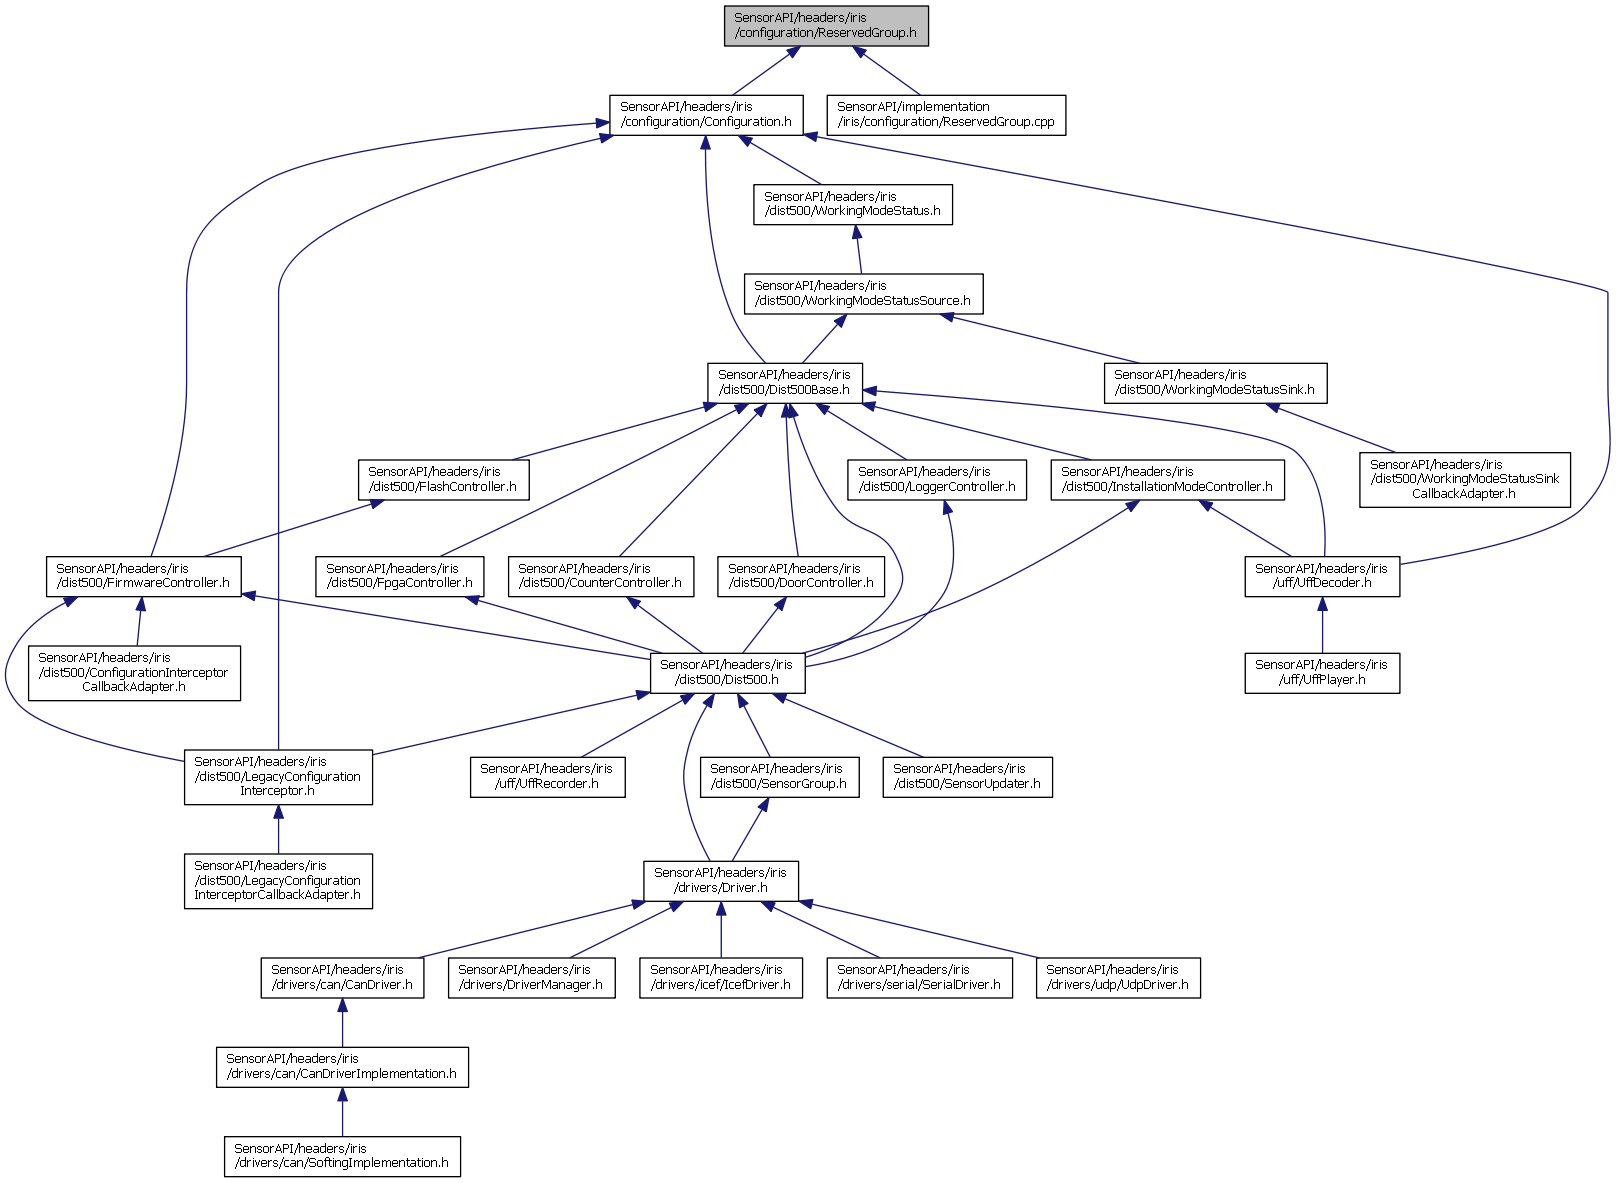 SensorAPI/headers/iris
/configuration/ReservedGroup.h
SensorAPI/headers/iris
/configuration/Configuration.h
SensorAPI/implementation
/iris/configuration/ReservedGroup.cpp
SensorAPI/headers/iris
/dist500/WorkingModeStatus.h
SensorAPI/headers/iris
/dist500/WorkingModeStatusSource.h
SensorAPI/headers/iris
/dist500/Dist500Base.h
SensorAPI/headers/iris
/dist500/WorkingModeStatusSink.h
SensorAPI/headers/iris
/dist500/FlashController.h
SensorAPI/headers/iris
/dist500/LoggerController.h
SensorAPI/headers/iris
/dist500/InstallationModeController.h
SensorAPI/headers/iris
/dist500/WorkingModeStatusSink
CallbackAdapter.h
SensorAPI/headers/iris
/dist500/FirmwareController.h
SensorAPI/headers/iris
/dist500/FpgaController.h
SensorAPI/headers/iris
/dist500/CounterController.h
SensorAPI/headers/iris
/dist500/DoorController.h
SensorAPI/headers/iris
/uff/UffDecoder.h
SensorAPI/headers/iris
/dist500/ConfigurationInterceptor
CallbackAdapter.h
SensorAPI/headers/iris
/dist500/Dist500.h
SensorAPI/headers/iris
/uff/UffPlayer.h
SensorAPI/headers/iris
/dist500/LegacyConfiguration
Interceptor.h
SensorAPI/headers/iris
/uff/UffRecorder.h
SensorAPI/headers/iris
/dist500/SensorGroup.h
SensorAPI/headers/iris
/dist500/SensorUpdater.h
SensorAPI/headers/iris
/dist500/LegacyConfiguration
InterceptorCallbackAdapter.h
SensorAPI/headers/iris
/drivers/Driver.h
SensorAPI/headers/iris
/drivers/can/CanDriver.h
SensorAPI/headers/iris
/drivers/DriverManager.h
SensorAPI/headers/iris
/drivers/icef/IcefDriver.h
SensorAPI/headers/iris
/drivers/serial/SerialDriver.h
SensorAPI/headers/iris
/drivers/udp/UdpDriver.h
SensorAPI/headers/iris
/drivers/can/CanDriverImplementation.h
SensorAPI/headers/iris
/drivers/can/SoftingImplementation.h